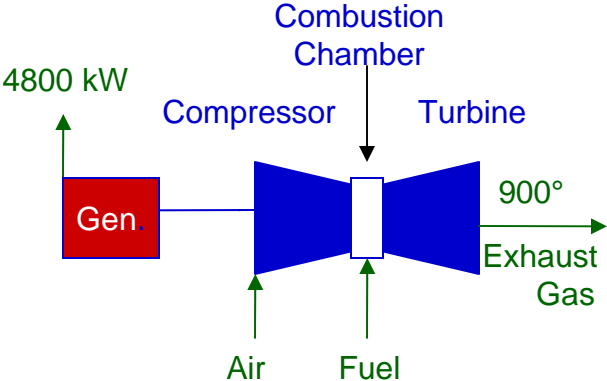 Combustion
Chamber
4800 kW
Compressor
Turbine
Gen.
900°
Exhaust
Gas
Air
Fuel